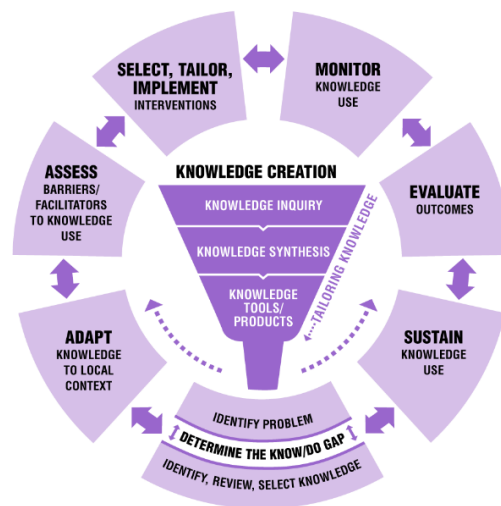 SELECT, TAILOR,
IMPLEMENT
INTERVENTIONS
MONITOR
KNOWLEDGE
USE
ASSESS
BARRIERS/
FACILITATORS
TO KNOWLEDGE
USE
KNOWLEDGE CREATION
KNOWLEDGE INQUIRY
KNOWLEDGE SYNTHESIS
KNOWLEDGE
TOOLS/
PRODUCTS
TAILORING KNOWLEDGE
EVALUATE
OUTCOMES
ADAPT
KNOWLEDGE
TO LOCAL
CONTEXT
SUSTAIN
KNOWLEDGE
USE
IDENTIFY PROBLEM
DETERMINE THE KNOW/DO GAP
IDENTIFY, REVIEW, SELECT KNOWLEDGE